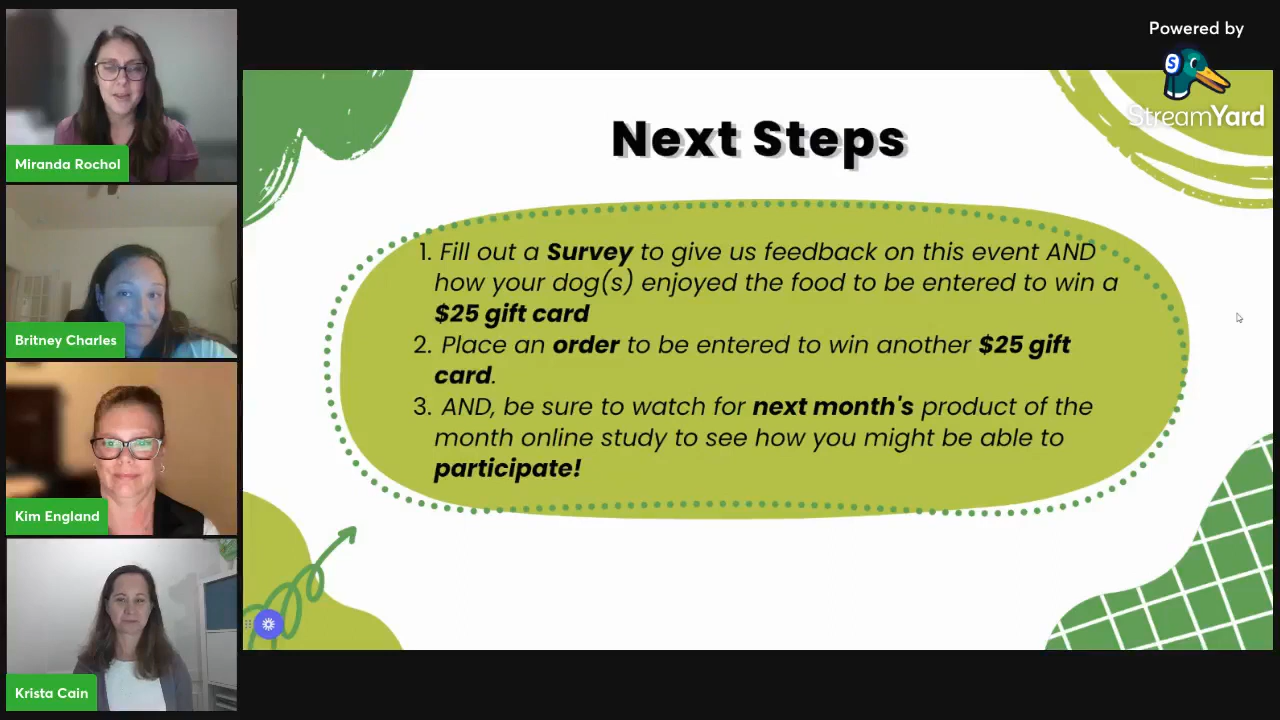 Powered by
StreamYard
Miranda Rochol
Britney Charles
Kim England
Krista Cain
Next Steps
1. Fill out a Survey to give us feedback on this event AND
how your dog(s) enjoyed the food to be entered to win a
$25 gift card
2. Place an order to be entered to win another $25 gift
card.
3. AND, be sure to watch for next month's product of the
month online study to see how you might be able to
participate!